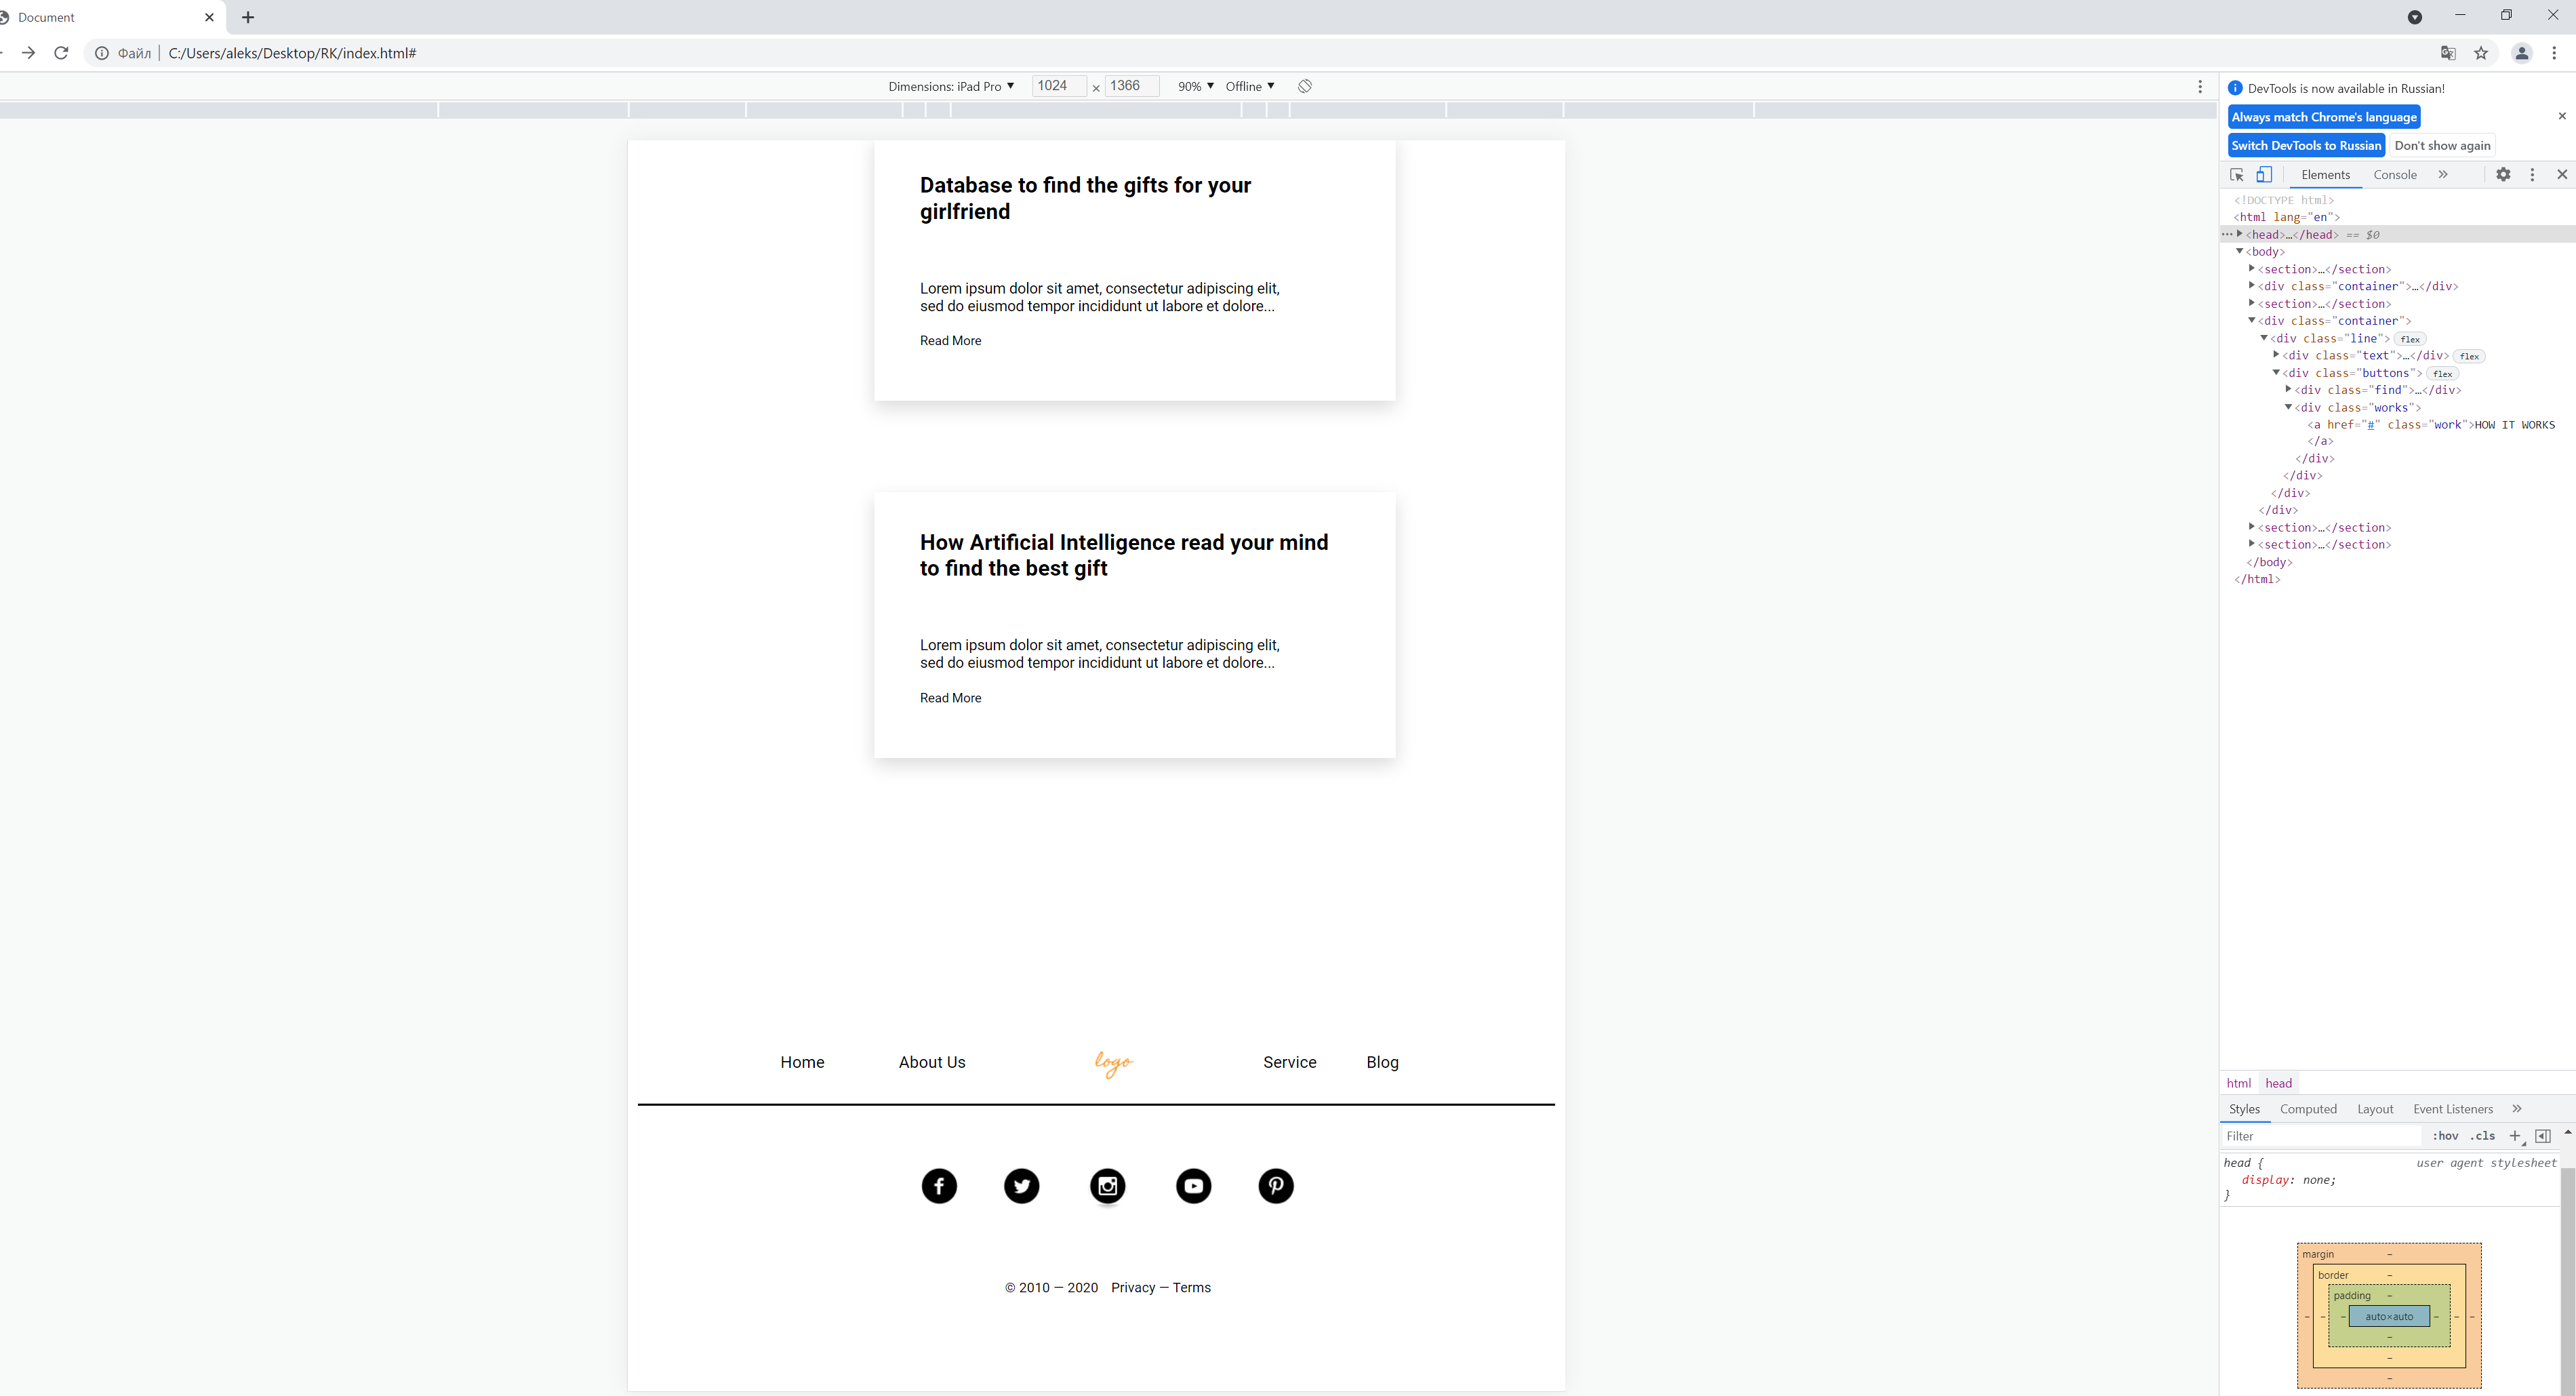 Document
Файл
C:/Users/aleks/Desktop/RK/index.html#
Dimensions: iPad Pro 1024 × 1366 90% Offline
DevTools is now available in Russian!
Always match Chrome's language
Switch DevTools to Russian Don't show again
Elements Console
<!DOCTYPE html>
<html lang="en">
<head>…</head> == $0
<body>
<section>…</section>
<div class="container">…</div>
<section>…</section>
<div class="container">
<div class="line"> flex
<div class="text">…</div> flex
<div class="buttons"> flex
<div class="find">…</div>
<div class="works">
<a href="#" class="work">HOW IT WORKS
</a>
</div>
</div>
</div>
</div>
<section>…</section>
<section>…</section>
</body>
</html>
html head
Styles Computed Layout Event Listeners
Filter :hov .cls
head { user agent stylesheet
display: none;
}
margin –
border –
padding –
– – – auto×auto – – –
–
–
–
Database to find the gifts for your
girlfriend
Lorem ipsum dolor sit amet, consectetur adipiscing elit,
sed do eiusmod tempor incididunt ut labore et dolore...
Read More
How Artificial Intelligence read your mind
to find the best gift
Lorem ipsum dolor sit amet, consectetur adipiscing elit,
sed do eiusmod tempor incididunt ut labore et dolore...
Read More
Home About Us logo Service Blog
© 2010 — 2020 Privacy — Terms